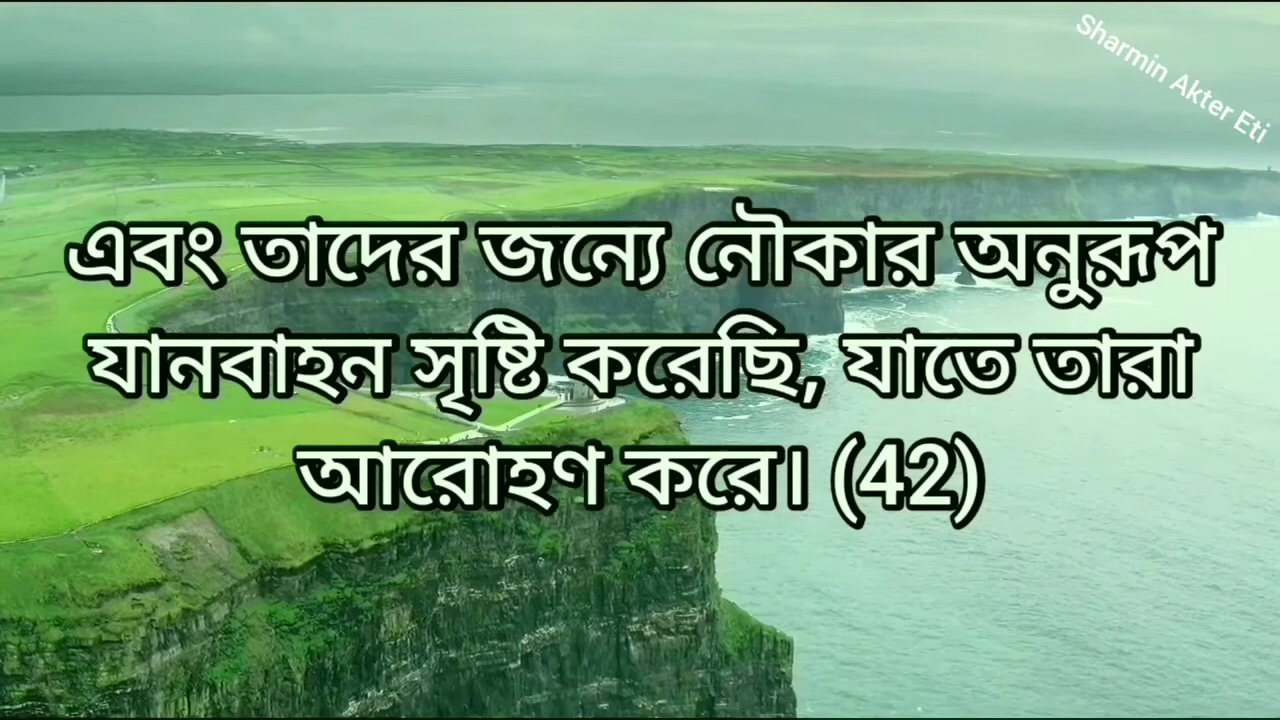 Sharmin Akter Eti
এবং তাদের জন্যে নৌকার অনুরূপ
যানবাহন সৃষ্টি করেছি, যাতে তারা
আরোহণ করে। (42)